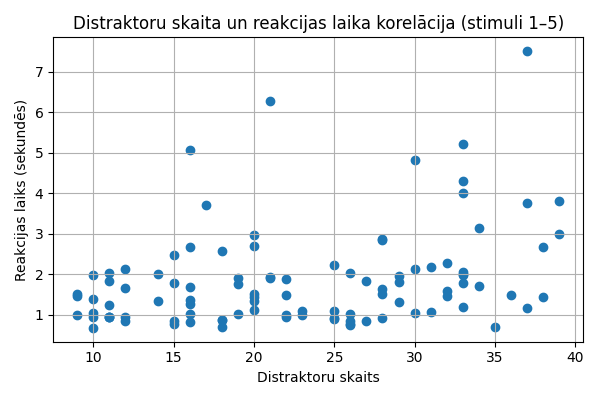 Distraktoru skaita un reakcijas laika korelācija (stimuli 1–5)
Reakcijas laiks (sekundēs)
7
6
5
4
3
2
1
10 15 20 25 30 35 40
Distraktoru skaits